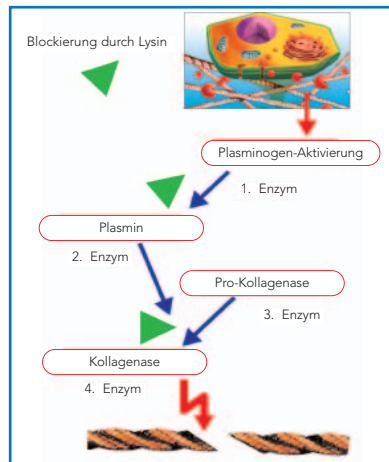 Blockierung durch Lysin
Plasminogen-Aktivierung
1. Enzym
Plasmin
2. Enzym
Pro-Kollagenase
3. Enzym
Kollagenase
4. Enzym